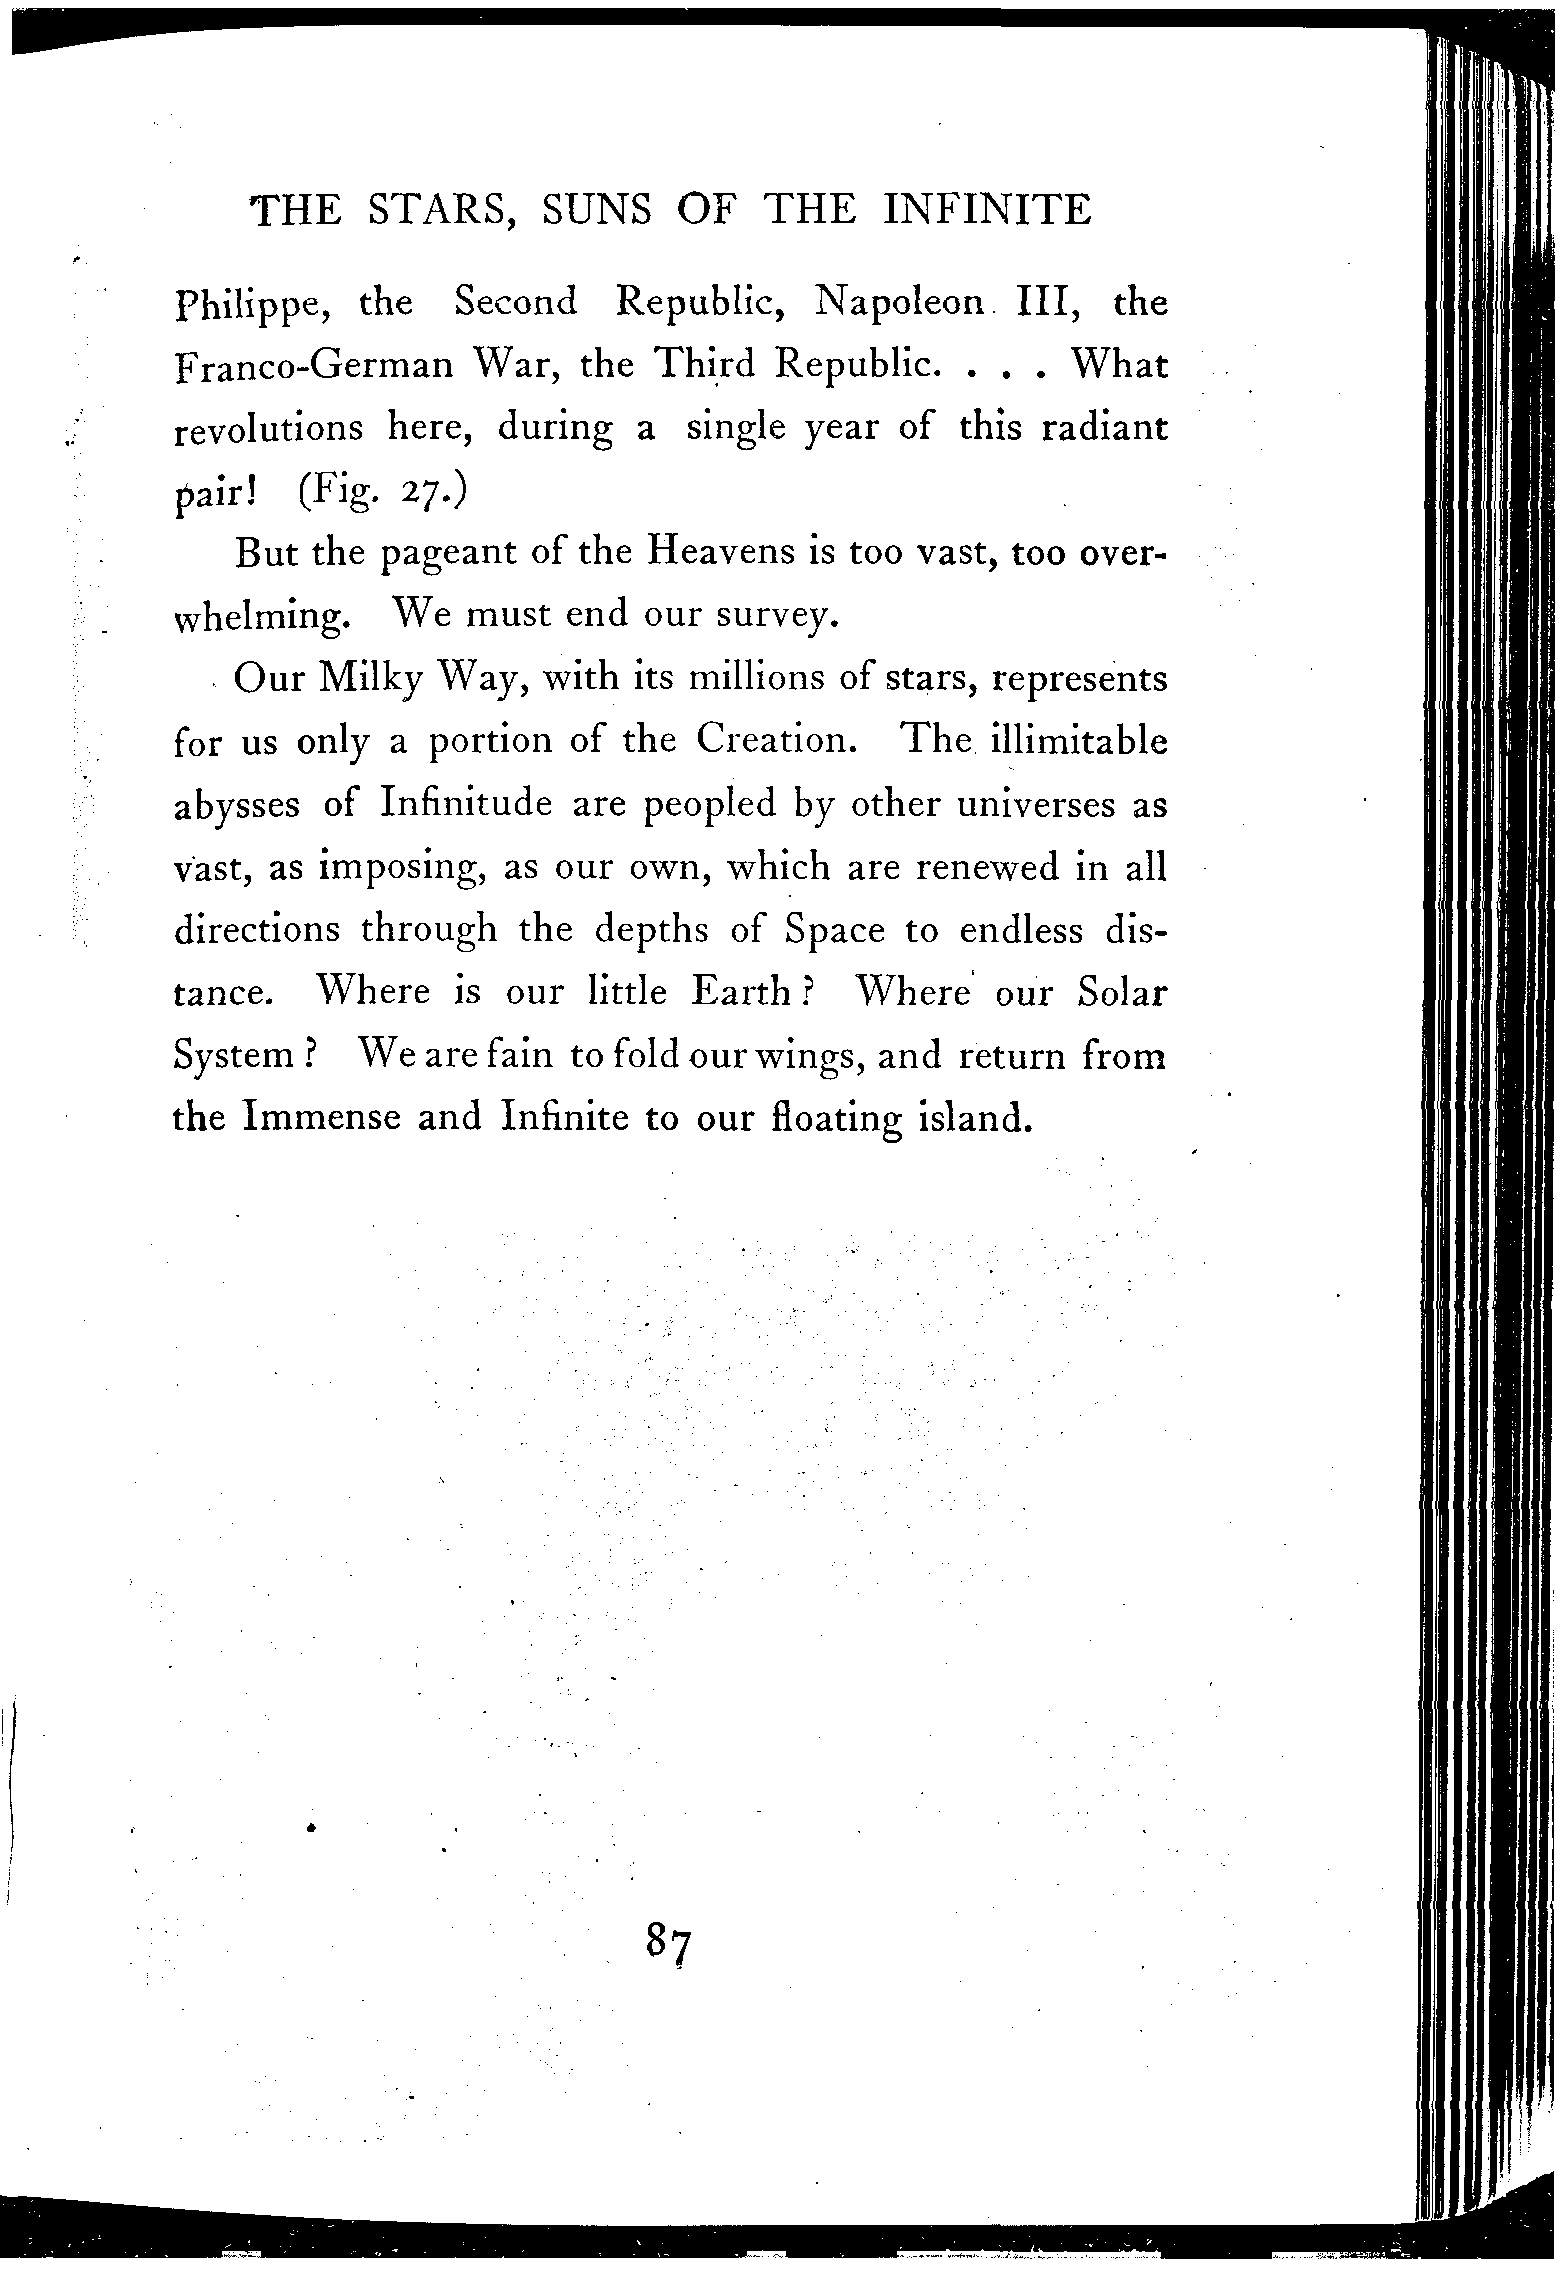 THE STARS, SUNS OF THE INFINITE
Philippe, the Second Republic, Napoleon III, the
Franco-German War, the Third Republic. . . . What
revolutions here, during a single year of this radiant
pair! (Fig. 27.)
But the pageant of the Heavens is too vast, too over-
whelming. We must end our survey.
Our Milky Way, with its millions of stars, represents
for us only a portion of the Creation. The illimitable
abysses of Infinitude are peopled by other universes as
vast, as imposing, as our own, which are renewed in all
directions through the depths of Space to endless dis-
tance. Where is our little Earth? Where our Solar
System? We are fain to fold our wings, and return from
the Immense and Infinite to our floating island.
87